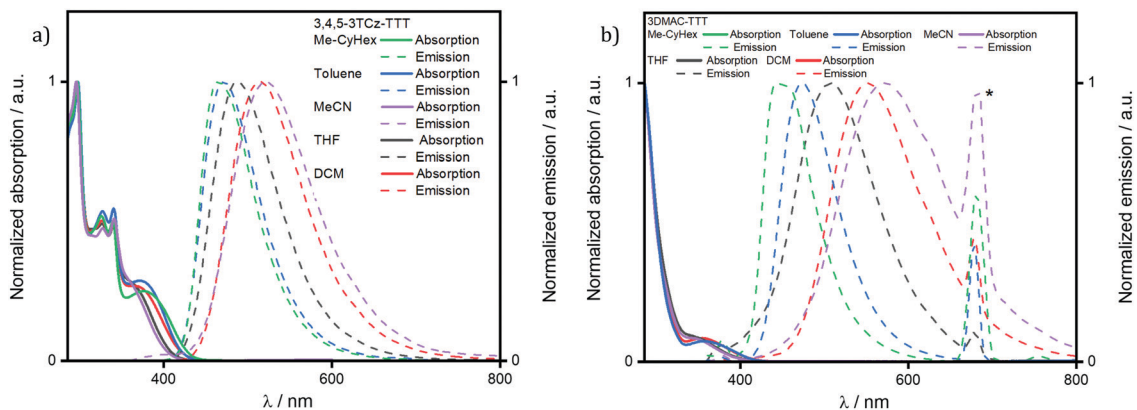 a)
3,4,5-3TCz-TTT
Me-CyHex Absorption
Emission
Toluene Absorption
Emission
MeCN Absorption
Emission
THF Absorption
Emission
DCM Absorption
Emission
Normalized absorption / a.u.
1
0
1
0
Normalized emission / a.u.
400 600 800
λ / nm
b)
3DMAC-TTT
Me-CyHex Absorption Toluene Absorption MeCN Absorption
Emission Emission Emission
THF Absorption DCM Absorption
Emission Emission
*
Normalized absorption / a.u.
1
0
1
0
Normalized emission / a.u.
400 600 800
λ / nm